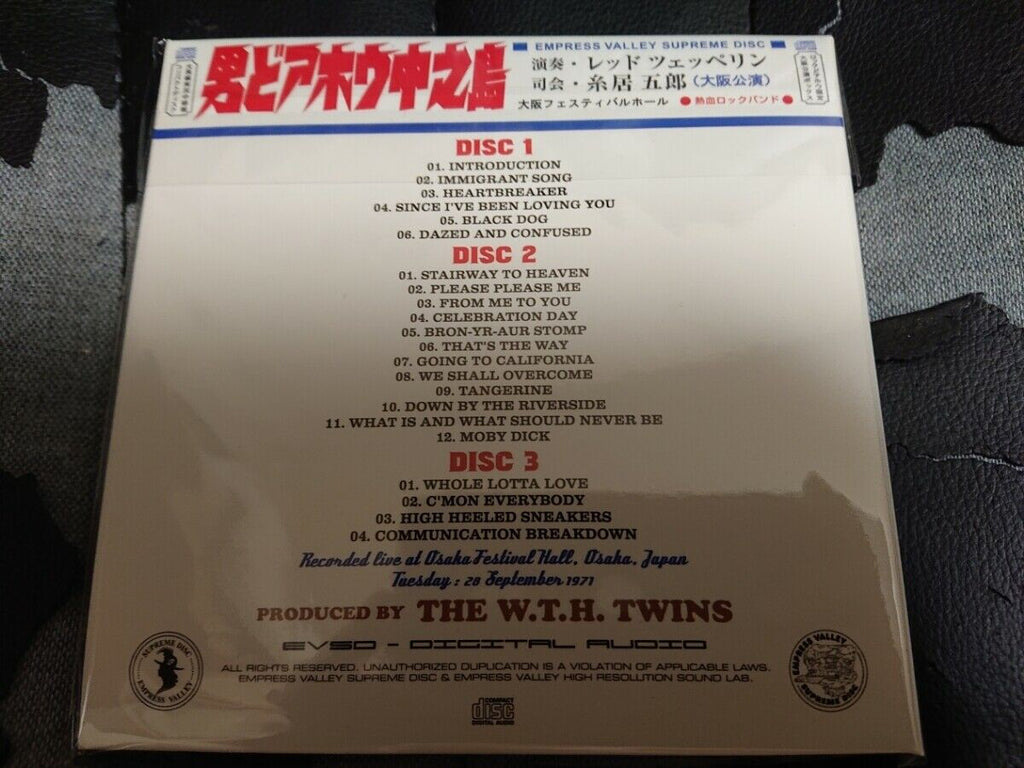 男どアホウ中之島
EMPRESS VALLEY SUPREME DISC
演奏・レッド ツェッペリン
司会・糸居 五郎 (大阪公演)
大阪フェスティバルホール ●熱血ロックバンド●
DISC 1
01. INTRODUCTION
02. IMMIGRANT SONG
03. HEARTBREAKER
04. SINCE I'VE BEEN LOVING YOU
05. BLACK DOG
06. DAZED AND CONFUSED
DISC 2
01. STAIRWAY TO HEAVEN
02. PLEASE PLEASE ME
03. FROM ME TO YOU
04. CELEBRATION DAY
05. BRON-YR-AUR STOMP
06. THAT'S THE WAY
07. GOING TO CALIFORNIA
08. WE SHALL OVERCOME
09. TANGERINE
10. DOWN BY THE RIVERSIDE
11. WHAT IS AND WHAT SHOULD NEVER BE
12. MOBY DICK
DISC 3
01. WHOLE LOTTA LOVE
02. C'MON EVERYBODY
03. HIGH HEELED SNEAKERS
04. COMMUNICATION BREAKDOWN
Recorded live at Osaka Festival Hall, Osaka, Japan
Tuesday : 28 September 1971
PRODUCED BY THE W.T.H. TWINS
EVSD - DIGITAL AUDIO
ALL RIGHTS RESERVED. UNAUTHORIZED DUPLICATION IS A VIOLATION OF APPLICABLE LAWS.
EMPRESS VALLEY SUPREME DISC & EMPRESS VALLEY HIGH RESOLUTION SOUND LAB.
SUPREME DISC
EMPRESS VALLEY
EMPRESS VALLEY
SUPREME DISC
COMPACT
disc
DIGITAL AUDIO